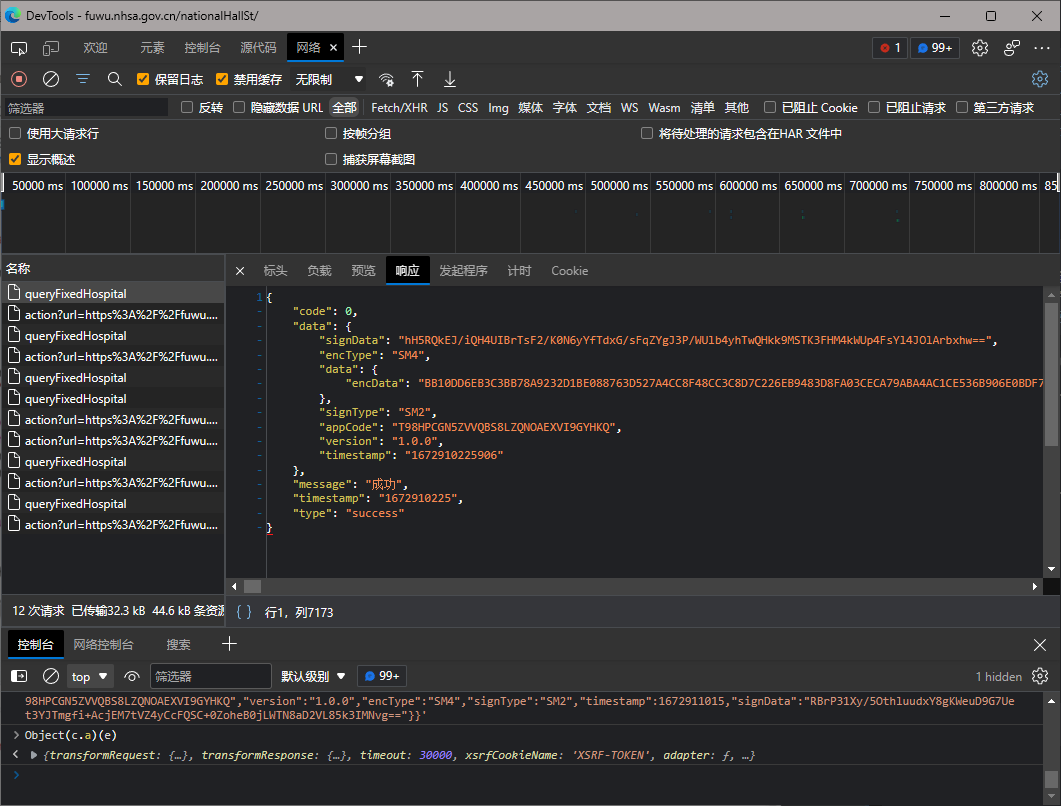 DevTools - fuwu.nhsa.gov.cn/nationalHallSt/
欢迎 元素 控制台 源代码 网络 × 1 99+
保留日志 禁用缓存 无限制
筛选器 反转 隐藏数据 URL 全部 Fetch/XHR JS CSS Img 媒体 字体 文档 WS Wasm 清单 其他 已阻止 Cookie 已阻止请求 第三方请求
使用大请求行 按帧分组 将待处理的请求包含在HAR 文件中
显示概述 捕获屏幕截图
50000 ms 100000 ms 150000 ms 200000 ms 250000 ms 300000 ms 350000 ms 400000 ms 450000 ms 500000 ms 550000 ms 600000 ms 650000 ms 700000 ms 750000 ms 800000 ms 85
名称
queryFixedHospital
action?url=https%3A%2F%2Ffuwu....
queryFixedHospital
action?url=https%3A%2F%2Ffuwu....
queryFixedHospital
queryFixedHospital
action?url=https%3A%2F%2Ffuwu....
action?url=https%3A%2F%2Ffuwu....
queryFixedHospital
action?url=https%3A%2F%2Ffuwu....
queryFixedHospital
action?url=https%3A%2F%2Ffuwu....
12 次请求 已传输32.3 kB 44.6 kB 条资源
× 标头 负载 预览 响应 发起程序 计时 Cookie
1 {
- "code": 0,
- "data": {
- "signData": "hH5RQkEJ/iQH4UIBrTsF2/K0N6yYfTdxG/sFqZYgJ3P/WUlb4yhTwQHkk9MSTK3FHM4kWUp4FsYl4JOlArbxhw==",
- "encType": "SM4",
- "data": {
- "encData": "BB10DD6EB3C3BB78A9232D1BE088763D527A4CC8F48CC3C8D7C226EB9483D8FA03CECA79ABA4AC1CE536B906E0BDF7
- },
- "signType": "SM2",
- "appCode": "T98HPCGN5ZVVQBS8LZQNOAEXVI9GYHKQ",
- "version": "1.0.0",
- "timestamp": "1672910225906"
- },
- "message": "成功",
- "timestamp": "1672910225",
- "type": "success"
- }
{ } 行1，列7173
控制台 网络控制台 搜索
top 筛选器 默认级别 99+ 1 hidden
98HPCGN5ZVVQBS8LZQNOAEXVI9GYHKQ","version":"1.0.0","encType":"SM4","signType":"SM2","timestamp":1672911015,"signData":"RBrP31Xy/5OthluudxY8gKWeuD9G7Ue
t3YJTmgfi+AcjEM7tVZ4yCcFQSC+0ZoheB0jLWTN8aD2VL85k3IMNvg=="}}'
> Object(c.a)(e)
< ▶ {transformRequest: {…}, transformResponse: {…}, timeout: 30000, xsrfCookieName: 'XSRF-TOKEN', adapter: ƒ, …}
>